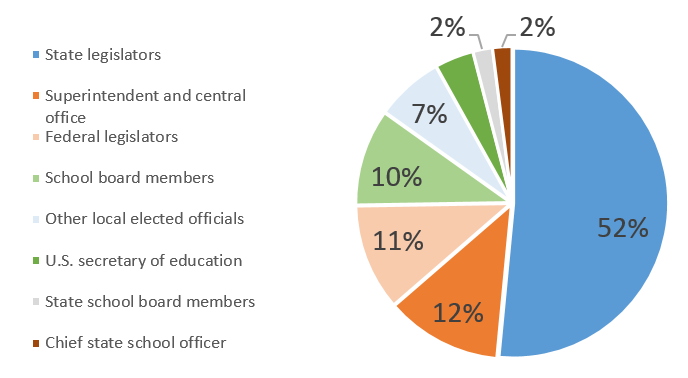 2% 2%
State legislators
Superintendent and central
office
Federal legislators
School board members
Other local elected officials
U.S. secretary of education
State school board members
Chief state school officer
7%
10%
11%
12%
52%